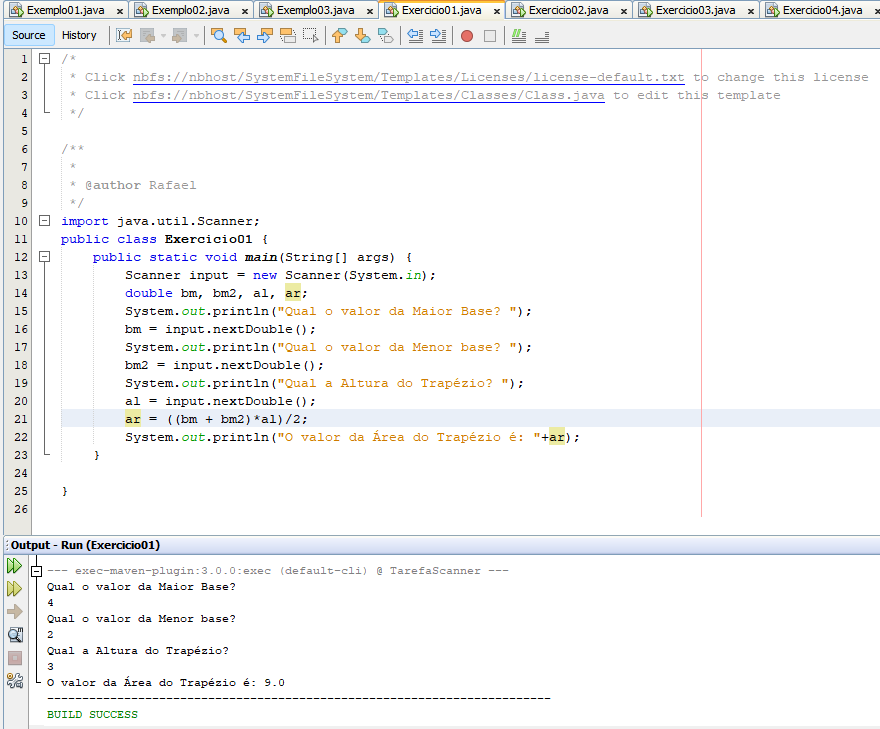 Exemplo01.java × Exemplo02.java × Exemplo03.java × Exercicio01.java × Exercicio02.java × Exercicio03.java × Exercicio04.java ×
Source History
1 /*
2 * Click nbfs://nbhost/SystemFileSystem/Templates/Licenses/license-default.txt to change this license
3 * Click nbfs://nbhost/SystemFileSystem/Templates/Classes/Class.java to edit this template
4 */
5
6 /**
7 *
8 * @author Rafael
9 */
10 import java.util.Scanner;
11 public class Exercicio01 {
12 public static void main(String[] args) {
13 Scanner input = new Scanner(System.in);
14 double bm, bm2, al, ar;
15 System.out.println("Qual o valor da Maior Base? ");
16 bm = input.nextDouble();
17 System.out.println("Qual o valor da Menor base? ");
18 bm2 = input.nextDouble();
19 System.out.println("Qual a Altura do Trapézio? ");
20 al = input.nextDouble();
21 ar = ((bm + bm2)*al)/2;
22 System.out.println("O valor da Área do Trapézio é: "+ar);
23 }
24
25 }
26
Output - Run (Exercicio01)
--- exec-maven-plugin:3.0.0:exec (default-cli) @ TarefaScanner ---
Qual o valor da Maior Base?
4
Qual o valor da Menor base?
2
Qual a Altura do Trapézio?
3
O valor da Área do Trapézio é: 9.0
------------------------------------------------------------------------
BUILD SUCCESS